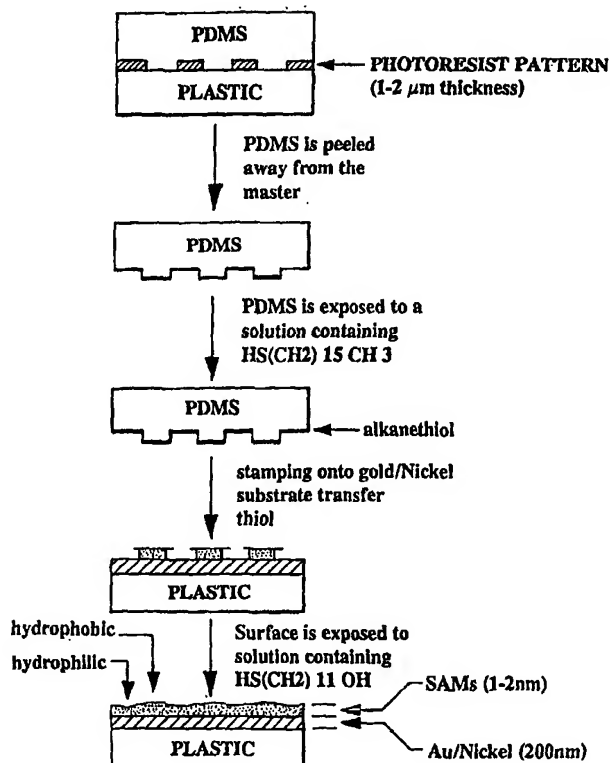 PDMS
PHOTORESIST PATTERN
(1-2 μm thickness)
PLASTIC
PDMS is peeled
away from the
master
PDMS
PDMS is exposed to a
solution containing
HS(CH2) 15 CH 3
PDMS
alkanethiol
stamping onto gold/Nickel
substrate transfer
thiol
PLASTIC
hydrophobic
hydrophilic
Surface is exposed to
solution containing
HS(CH2) 11 OH
SAMs (1-2nm)
Au/Nickel (200nm)
PLASTIC